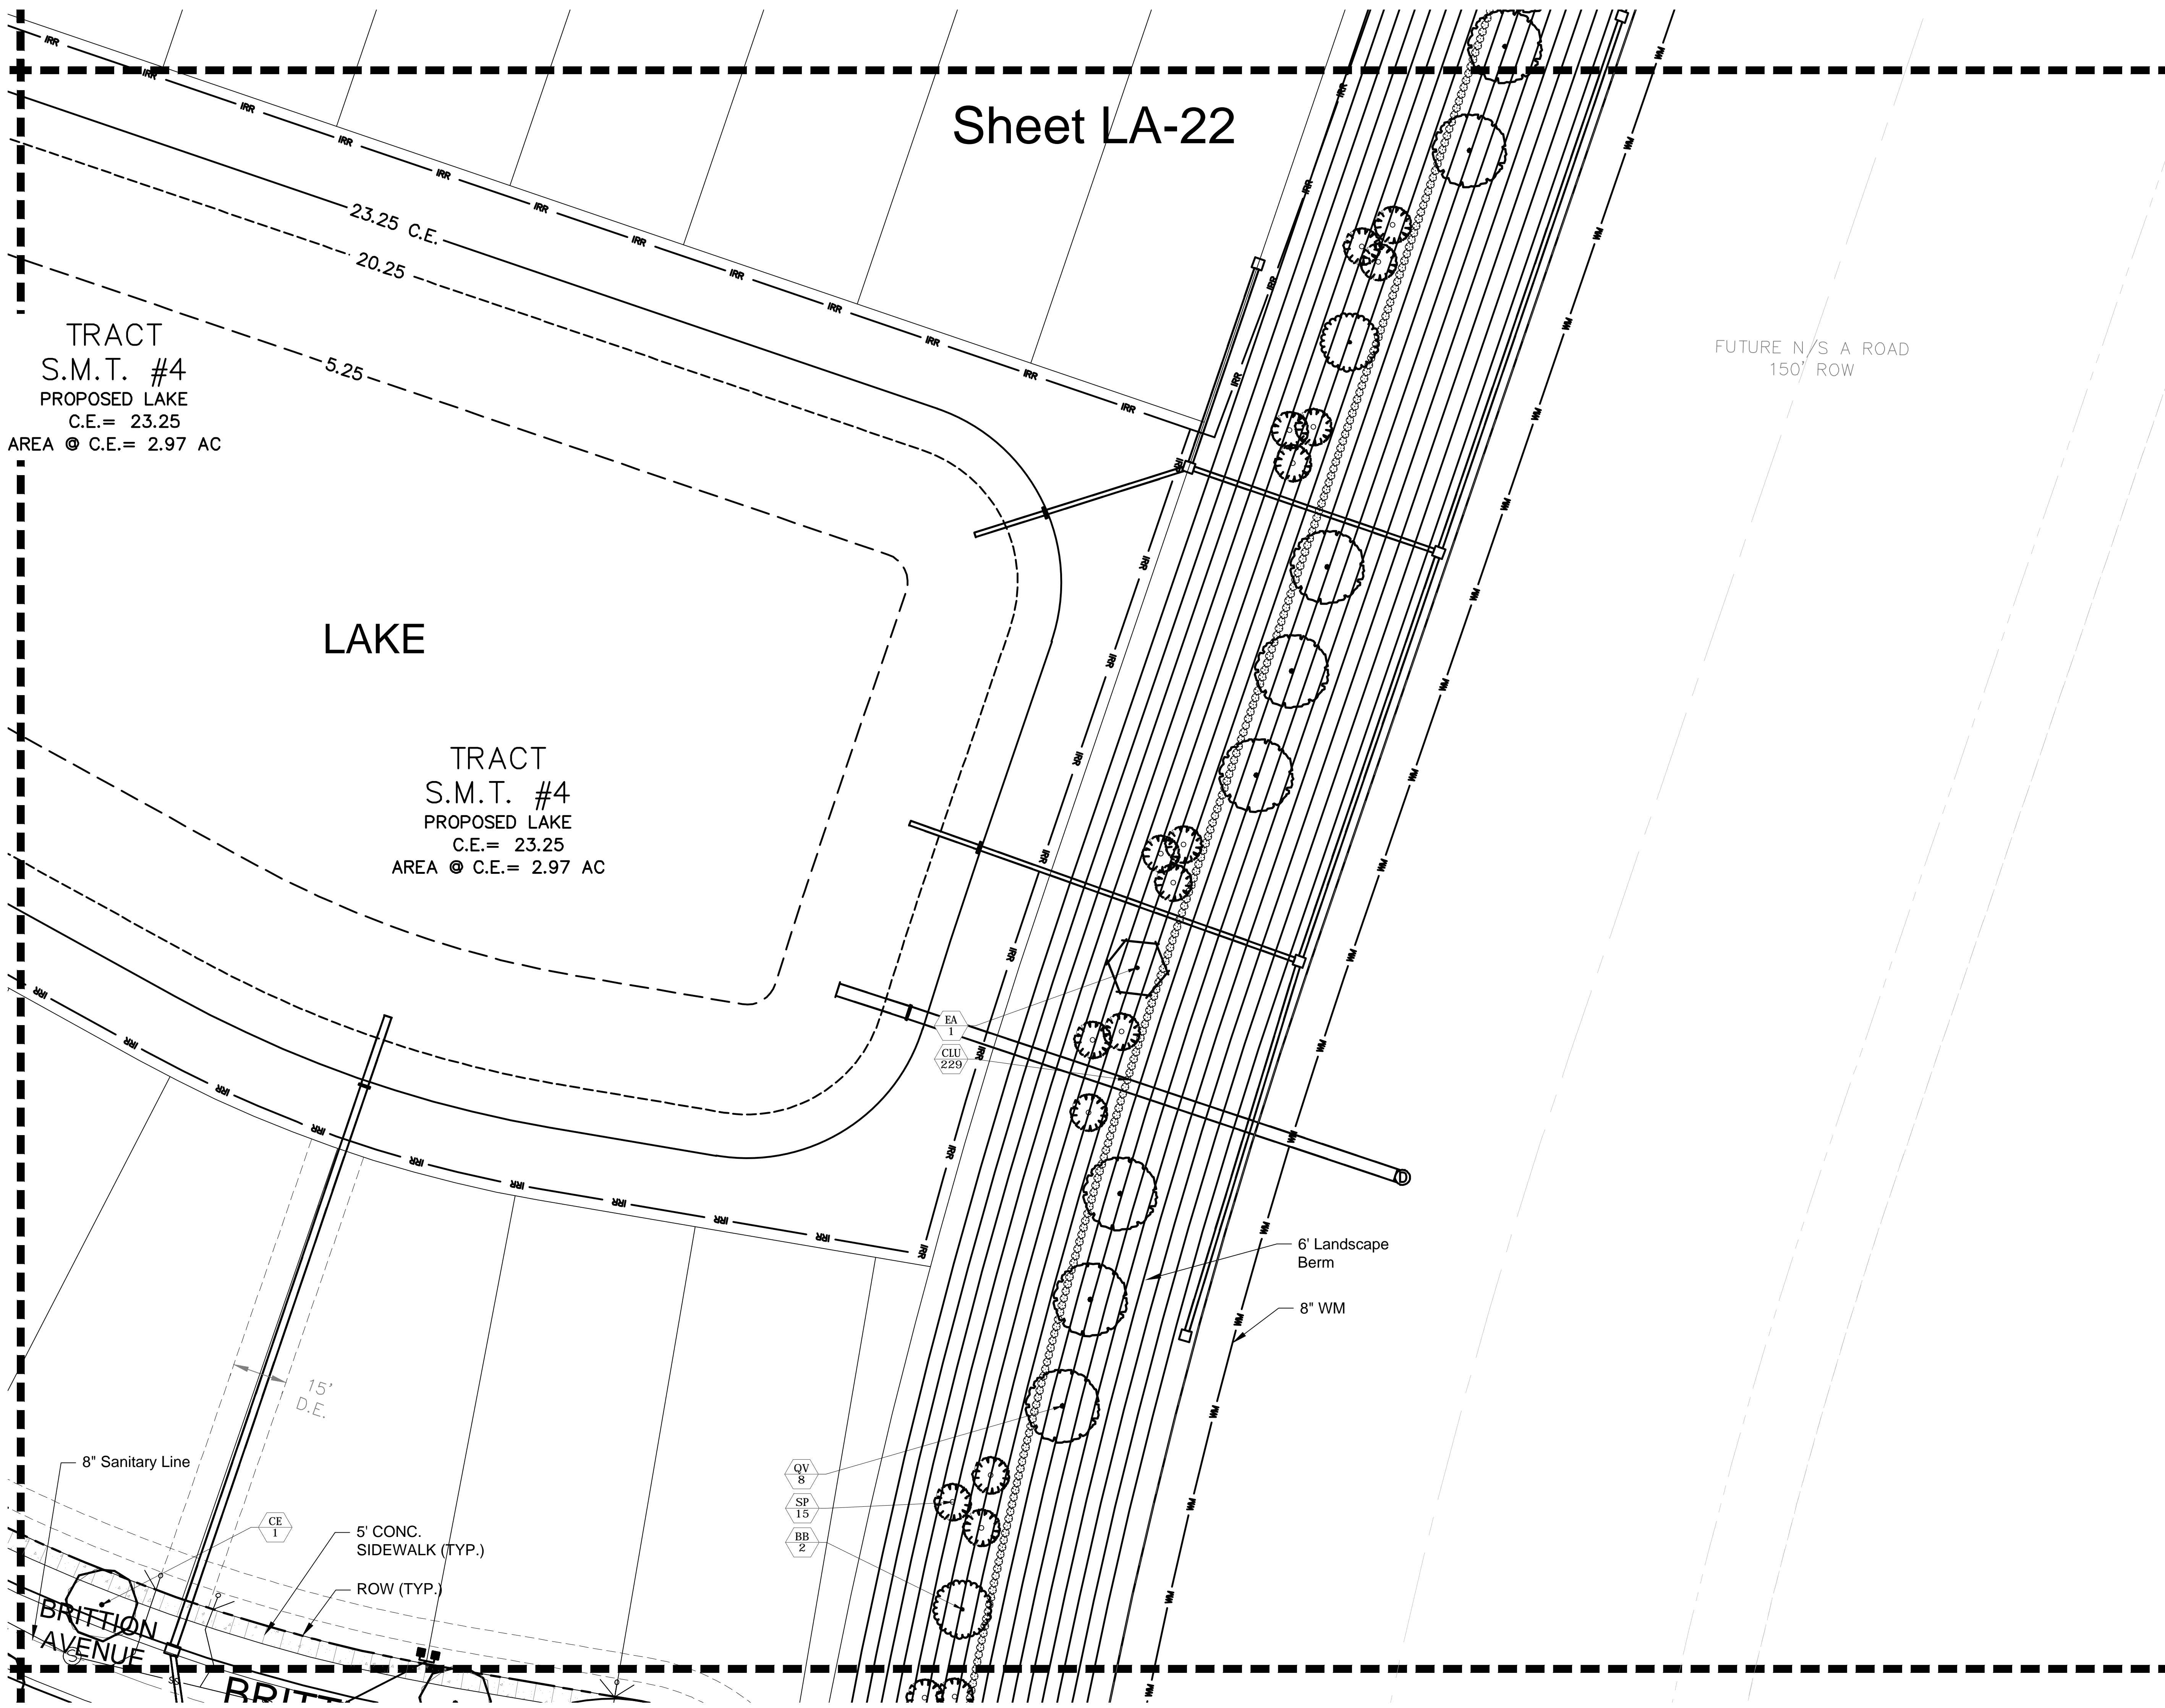 Sheet LA-22
23.25 C.E.
20.25
5.25
TRACT
S.M.T. #4
PROPOSED LAKE
C.E.= 23.25
AREA @ C.E.= 2.97 AC
FUTURE N/S A ROAD
150' ROW
LAKE
TRACT
S.M.T. #4
PROPOSED LAKE
C.E.= 23.25
AREA @ C.E.= 2.97 AC
IRR
WM
EA
1
CLU
229
D
6' Landscape
Berm
8" WM
15'
D.E.
8" Sanitary Line
QV
8
SP
15
BB
2
CE
1
5' CONC.
SIDEWALK (TYP.)
ROW (TYP.)
BRITTION
AVENUE
S
SS